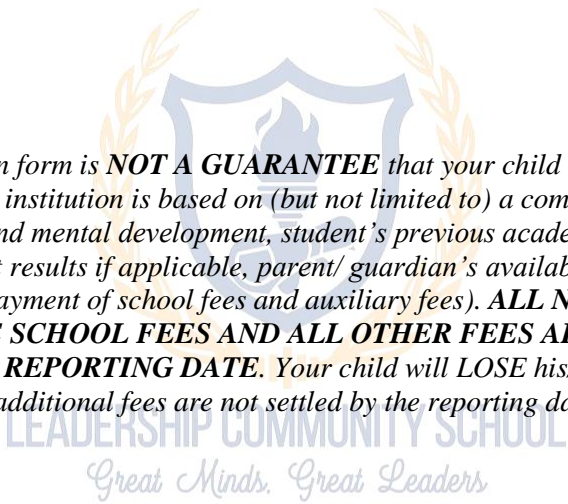 n form is NOT A GUARANTEE that your child
institution is based on (but not limited to) a com
nd mental development, student's previous acade
t results if applicable, parent/ guardian's availab
ayment of school fees and auxiliary fees). ALL N
E SCHOOL FEES AND ALL OTHER FEES AI
REPORTING DATE. Your child will LOSE his
additional fees are not settled by the reporting da
LEADERSHIP COMMUNITY SCHOOL
Great Minds, Great Leaders